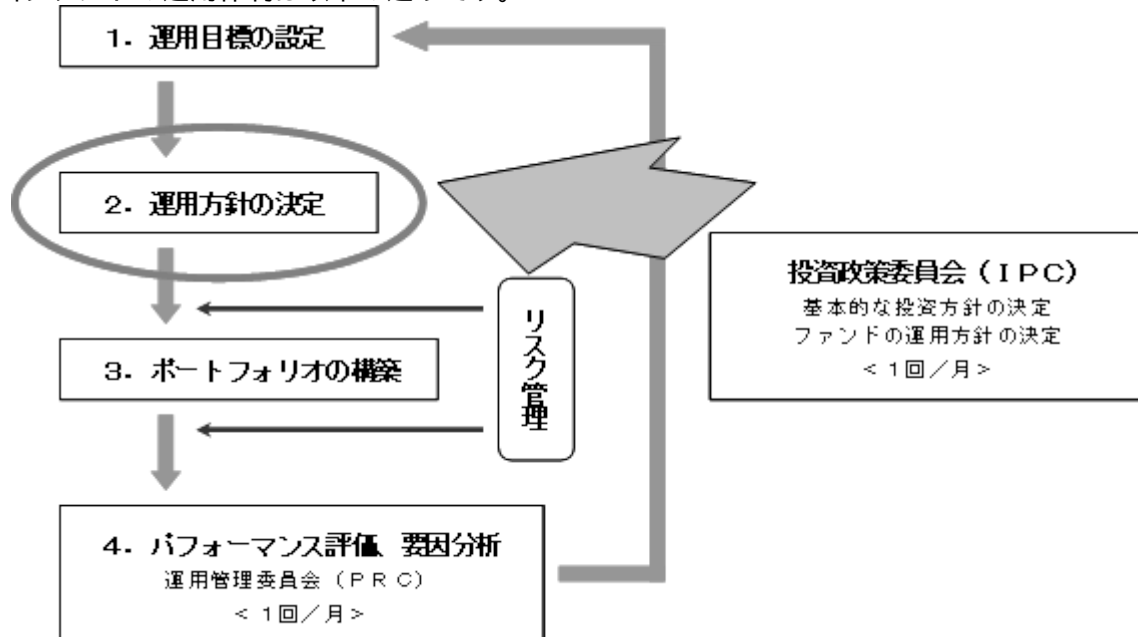 1．運用目標の設定
2．運用方針の決定
投資政策委員会（ＩＰＣ）
基本的な投資方針の決定
ファンドの運用方針の決定
＜１回／月＞
リスク管理
3．ポートフォリオの構築
4．パフォーマンス評価、要因分析
運用管理委員会（ＰＲＣ）
＜１回／月＞